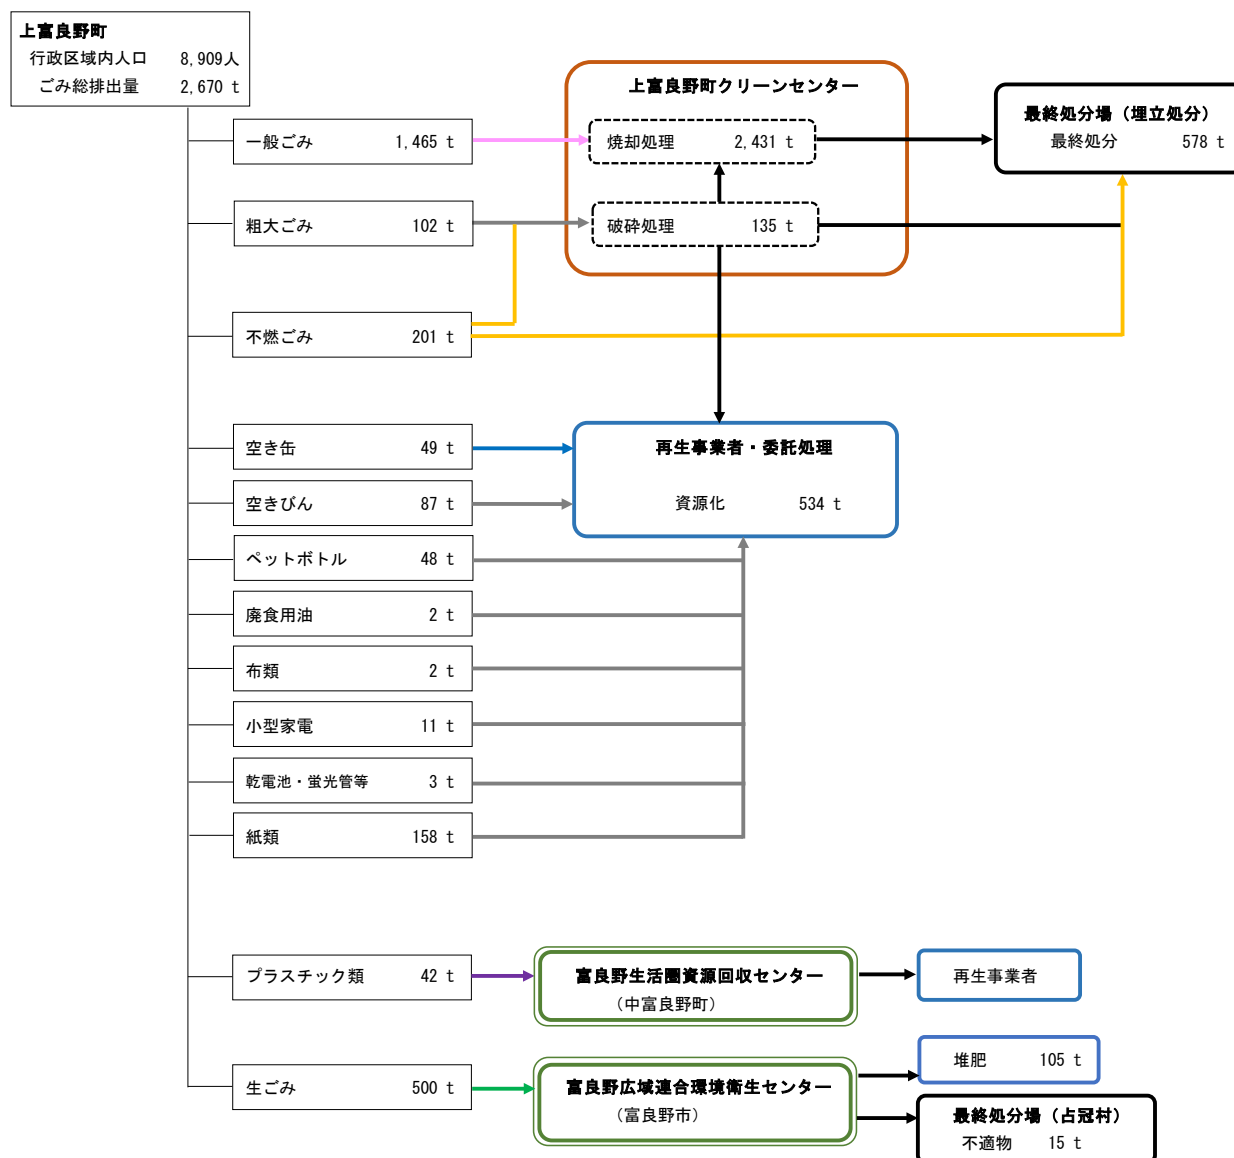 上富良野町
行政区域内人口 8,909人
ごみ総排出量 2,670 t
上富良野町クリーンセンター
最終処分場（埋立処分）
最終処分 578 t
一般ごみ 1,465 t
焼却処理 2,431 t
粗大ごみ 102 t
破砕処理 135 t
不燃ごみ 201 t
空き缶 49 t
再生事業者・委託処理
資源化 534 t
空きびん 87 t
ペットボトル 48 t
廃食用油 2 t
布類 2 t
小型家電 11 t
乾電池・蛍光管等 3 t
紙類 158 t
プラスチック類 42 t
富良野生活圏資源回収センター
（中富良野町）
再生事業者
生ごみ 500 t
富良野広域連合環境衛生センター
（富良野市）
堆肥 105 t
最終処分場（占冠村）
不適物 15 t